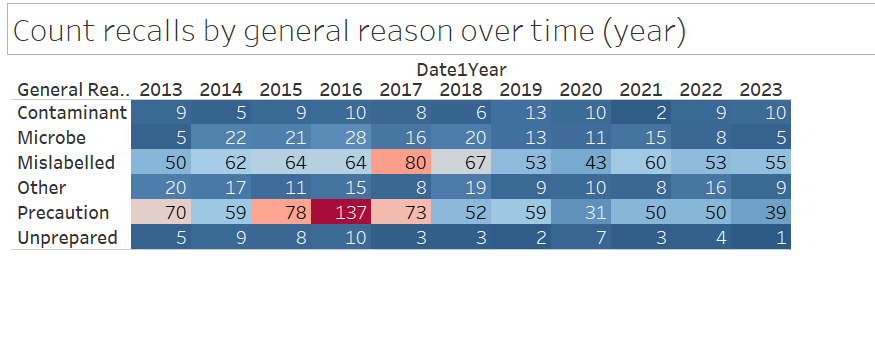 Count recalls by general reason over time (year)
Date1Year
General Rea.. 2013 2014 2015 2016 2017 2018 2019 2020 2021 2022 2023
Contaminant 9 5 9 10 8 6 13 10 2 9 10
Microbe 5 22 21 28 16 20 13 11 15 8 5
Mislabelled 50 62 64 64 80 67 53 43 60 53 55
Other 20 17 11 15 8 19 9 10 8 16 9
Precaution 70 59 78 137 73 52 59 31 50 50 39
Unprepared 5 9 8 10 3 3 2 7 3 4 1